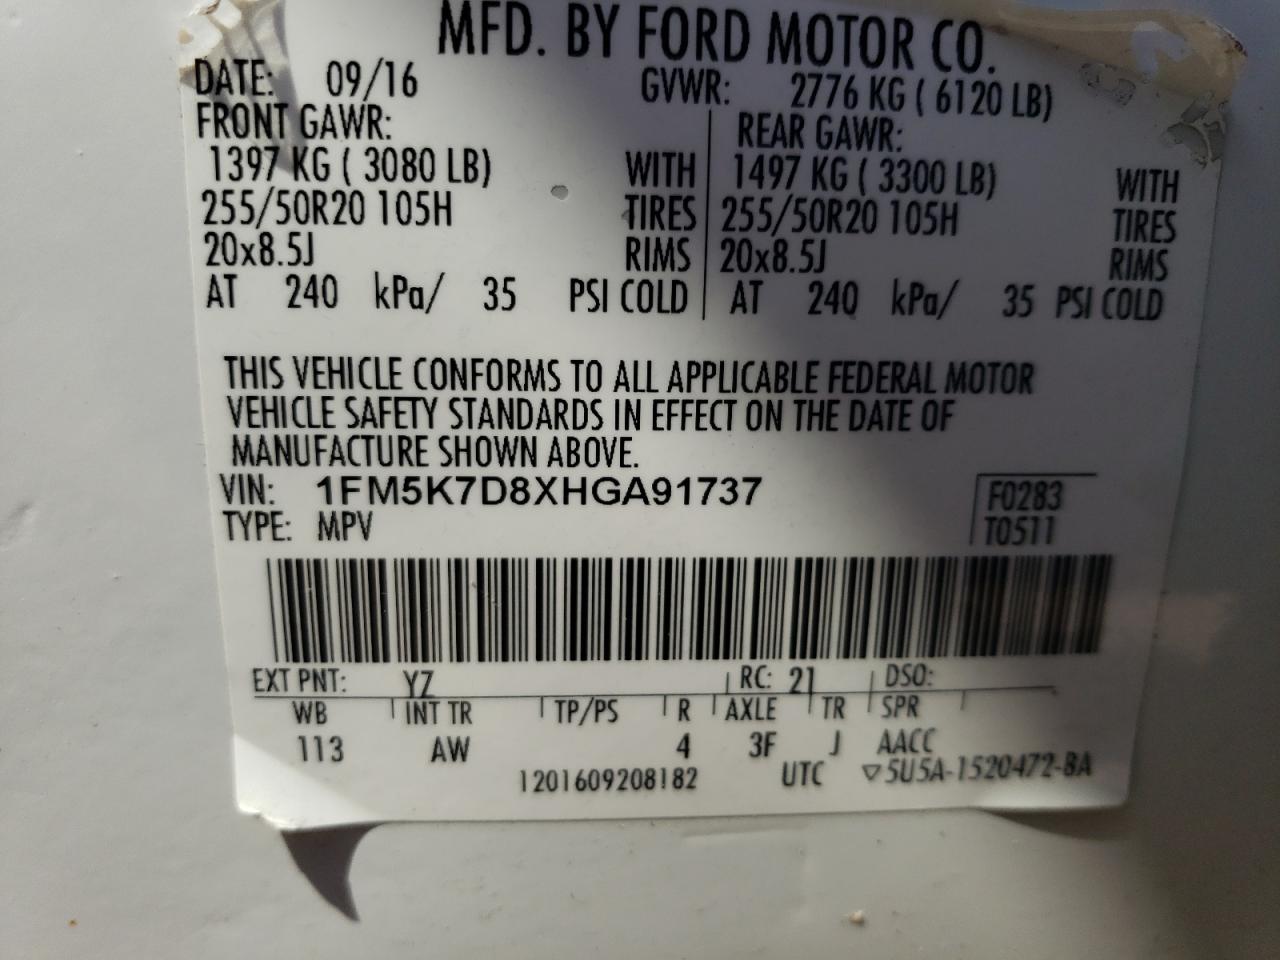 MFD. BY FORD MOTOR CO.
DATE: 09/16 GVWR: 2776 KG ( 6120 LB)
FRONT GAWR: REAR GAWR:
1397 KG ( 3080 LB) WITH 1497 KG ( 3300 LB) WITH
255/50R20 105H TIRES 255/50R20 105H TIRES
20x8.5J RIMS 20x8.5J RIMS
AT 240 kPa/ 35 PSI COLD AT 240 kPa/ 35 PSI COLD
THIS VEHICLE CONFORMS TO ALL APPLICABLE FEDERAL MOTOR
VEHICLE SAFETY STANDARDS IN EFFECT ON THE DATE OF
MANUFACTURE SHOWN ABOVE.
VIN: 1FM5K7D8XHGA91737 F0283
TYPE: MPV T0511
EXT PNT: YZ RC: 21 DSO:
WB INT TR TP/PS R AXLE TR SPR
113 AW 4 3F J AACC
1201609208182 UTC ▽5U5A-1520472-BA